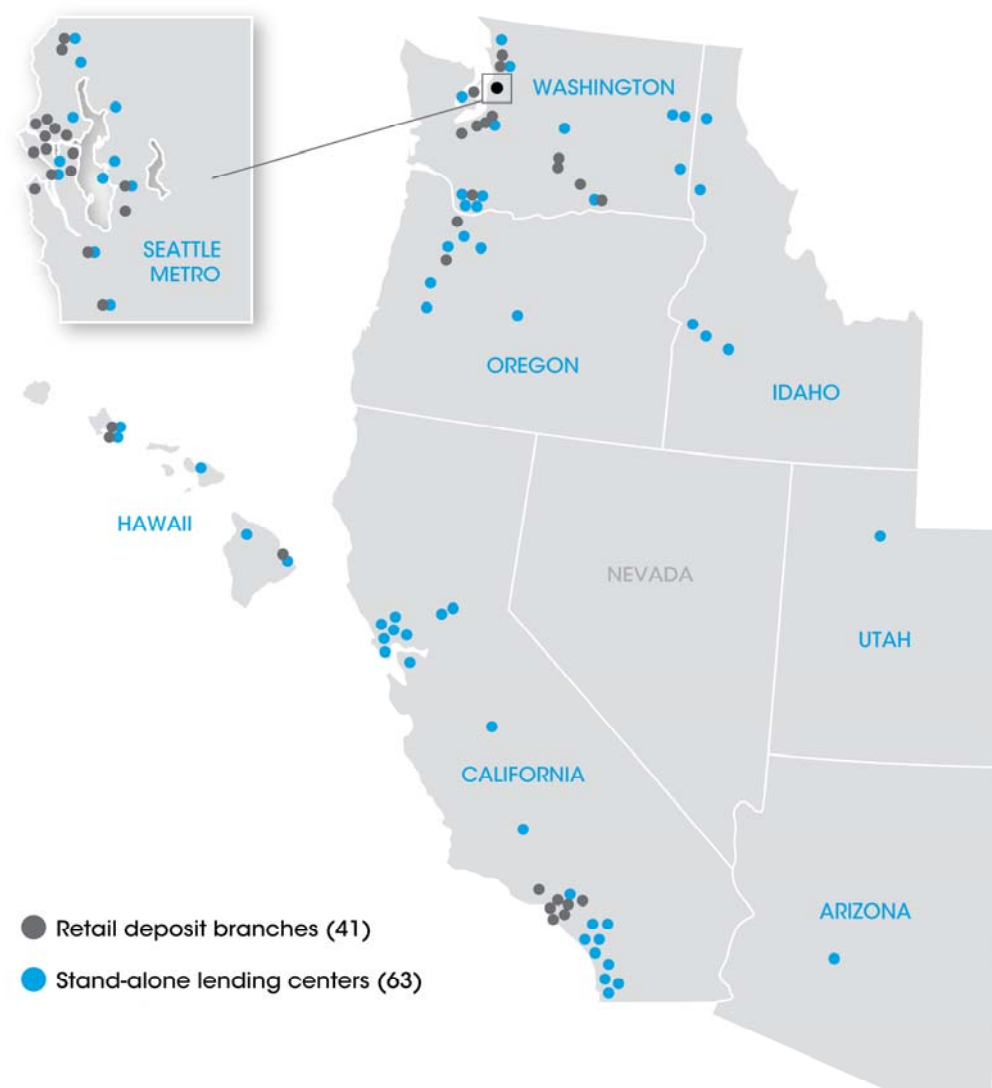 WASHINGTON
SEATTLE
METRO
OREGON
IDAHO
HAWAII
NEVADA
UTAH
CALIFORNIA
ARIZONA
Retail deposit branches (41)
Stand-alone lending centers (63)